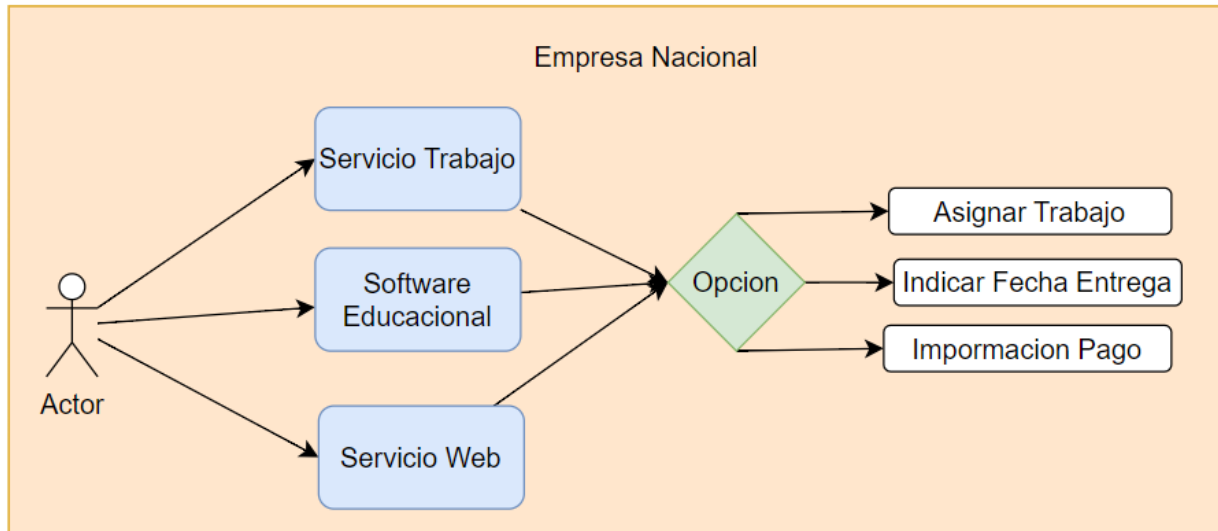 Empresa Nacional
Servicio Trabajo
Software
Educacional
Servicio Web
Actor
Opcion
Asignar Trabajo
Indicar Fecha Entrega
Impormacion Pago